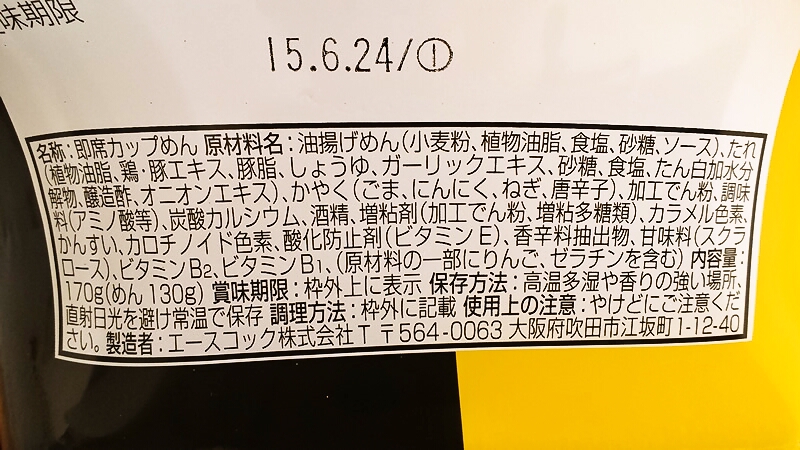 味期限
15.6.24/①
名称:即席カップめん 原材料名:油揚げめん(小麦粉、植物油脂、食塩、砂糖、ソース)、たれ
(植物油脂、鶏・豚エキス、豚脂、しょうゆ、ガーリックエキス、砂糖、食塩、たん白加水分
解物、醸造酢、オニオンエキス)、かやく(ごま、にんにく、ねぎ、唐辛子)、加工でん粉、調味
料(アミノ酸等)、炭酸カルシウム、酒精、増粘剤(加工でん粉、増粘多糖類)、カラメル色素、
かんすい、カロチノイド色素、酸化防止剤(ビタミンE)、香辛料抽出物、甘味料(スクラ
ロース)、ビタミンB2、ビタミンB1、(原材料の一部にりんご、ゼラチンを含む) 内容量:
170g(めん 130g) 賞味期限:枠外上に表示 保存方法:高温多湿や香りの強い場所、
直射日光を避け常温で保存 調理方法:枠外に記載 使用上の注意:やけどにご注意くだ
さい。製造者:エースコック株式会社T 〒564-0063 大阪府吹田市江坂町1-12-40